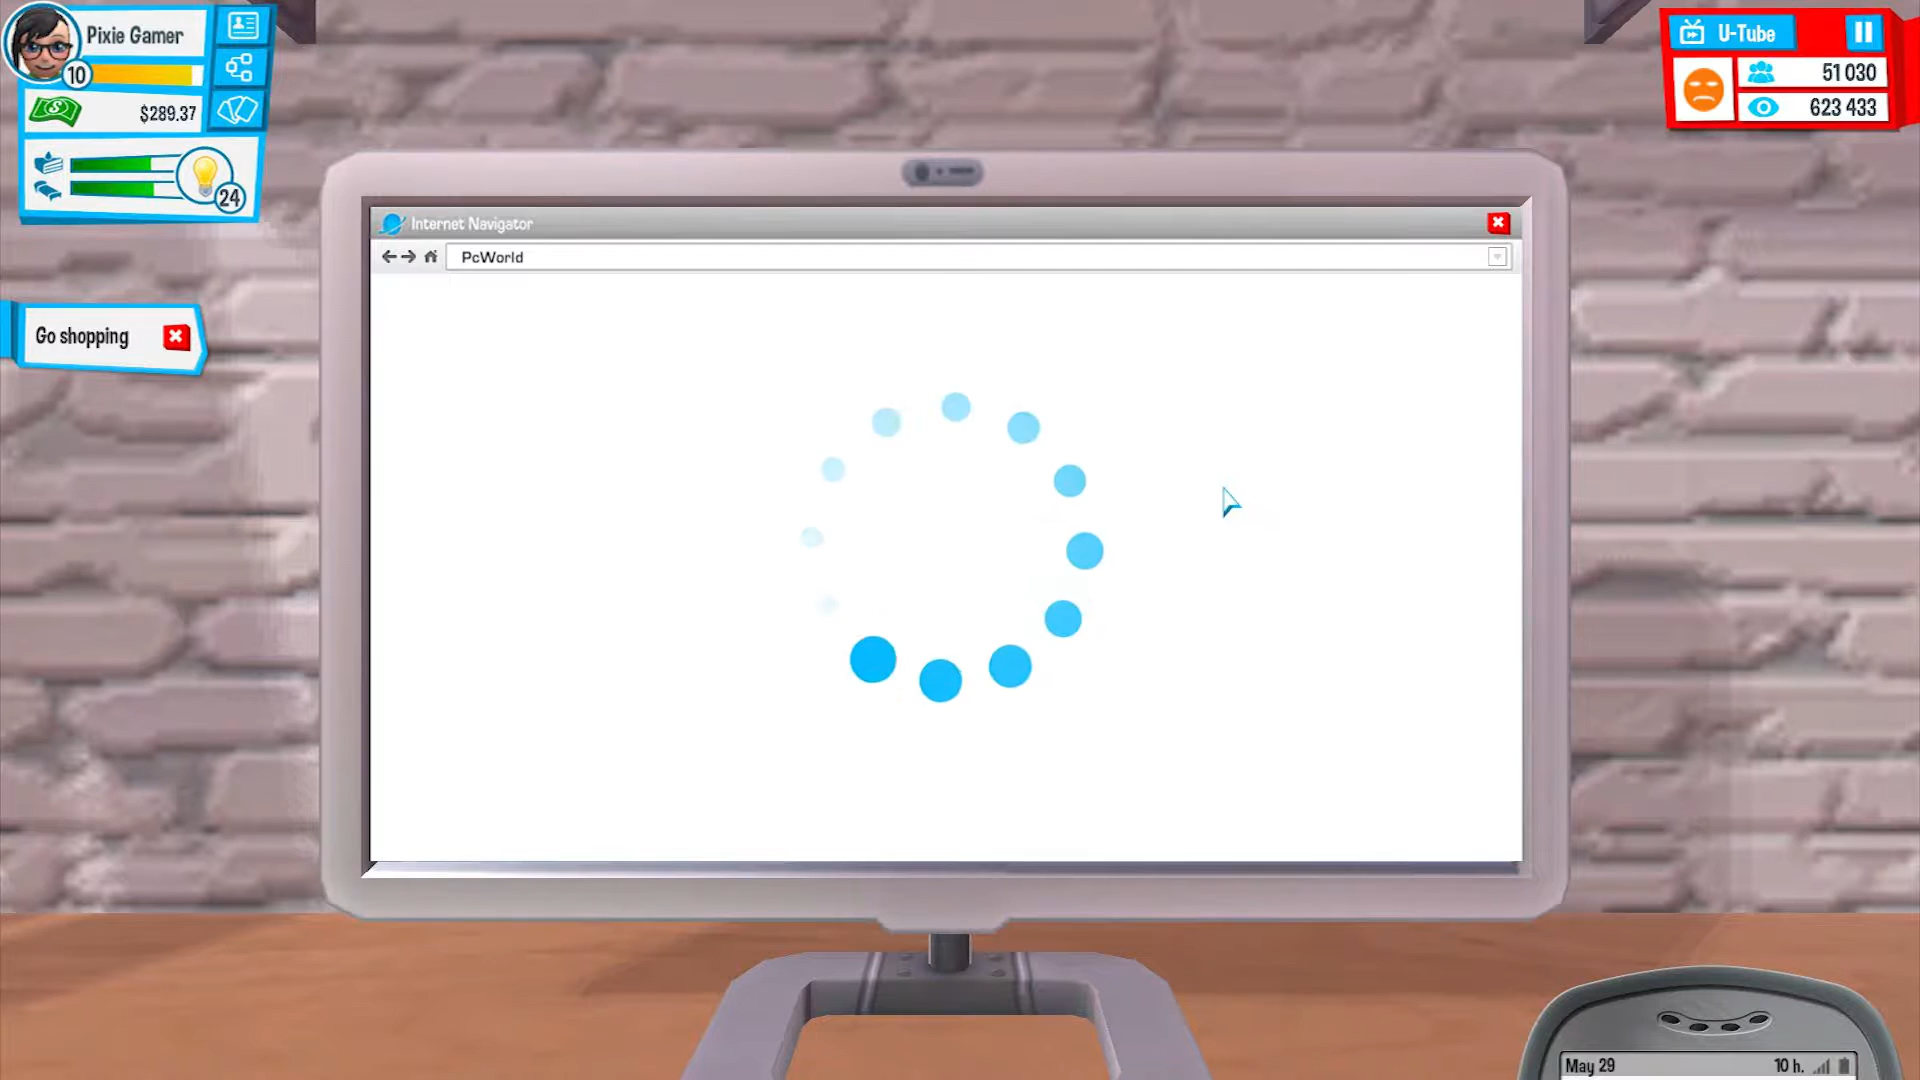 Pixie Gamer
10
$289.37
24
Go shopping
U-Tube
51 030
623 433
Internet Navigator
PcWorld
May 29
10 h.